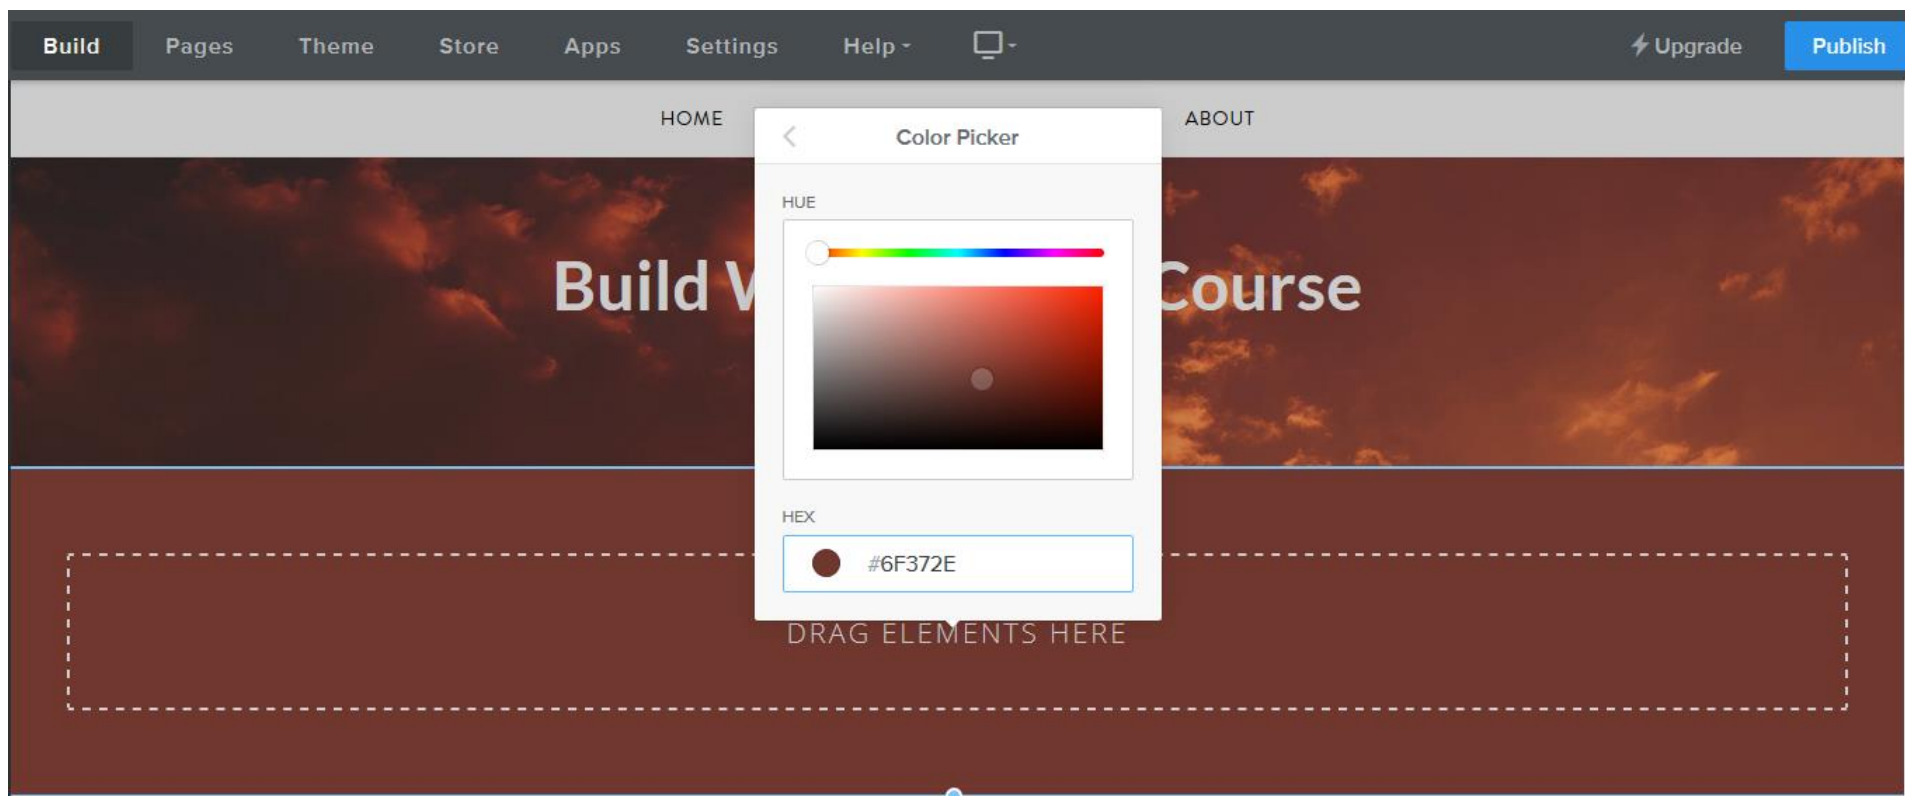 Build Pages Theme Store Apps Settings Help Upgrade Publish
HOME ABOUT
Color Picker
HUE
Build Course
HEX
#6F372E
DRAG ELEMENTS HERE